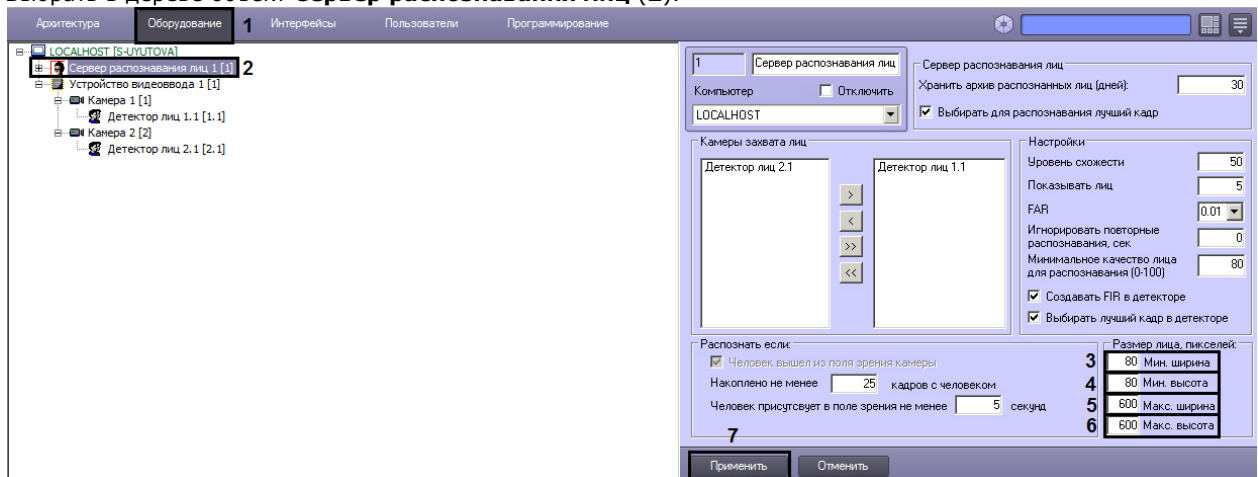 Выбрать в дереве объект Сервер распознавания лиц (2).
Архитектура Оборудование 1 Интерфейсы Пользователи Программирование
LOCALHOST [S-UYUTOVA]
Сервер распознавания лиц 1 [1] 2
Устройство видеоввода 1 [1]
Камера 1 [1]
Детектор лиц 1.1 [1.1]
Камера 2 [2]
Детектор лиц 2.1 [2.1]
1 Сервер распознавания лиц
Компьютер Отключить
LOCALHOST
Сервер распознавания лиц
Хранить архив распознанных лиц (дней): 30
Выбирать для распознавания лучший кадр
Камеры захвата лиц
Детектор лиц 2.1 Детектор лиц 1.1
>
<
>>
<<
Настройки
Уровень схожести 50
Показывать лиц 5
FAR 0.01
Игнорировать повторные
распознавания, сек 0
Минимальное качество лица
для распознавания (0-100) 80
Создавать FIR в детекторе
Выбирать лучший кадр в детекторе
Распознать если:
Человек вышел из поля зрения камеры
Накоплено не менее 25 кадров с человеком
Человек присутсвует в поле зрения не менее 5 секунд
Размер лица, пикселей:
3 80 Мин. ширина
4 80 Мин. высота
5 600 Макс. ширина
6 600 Макс. высота
7
Применить Отменить